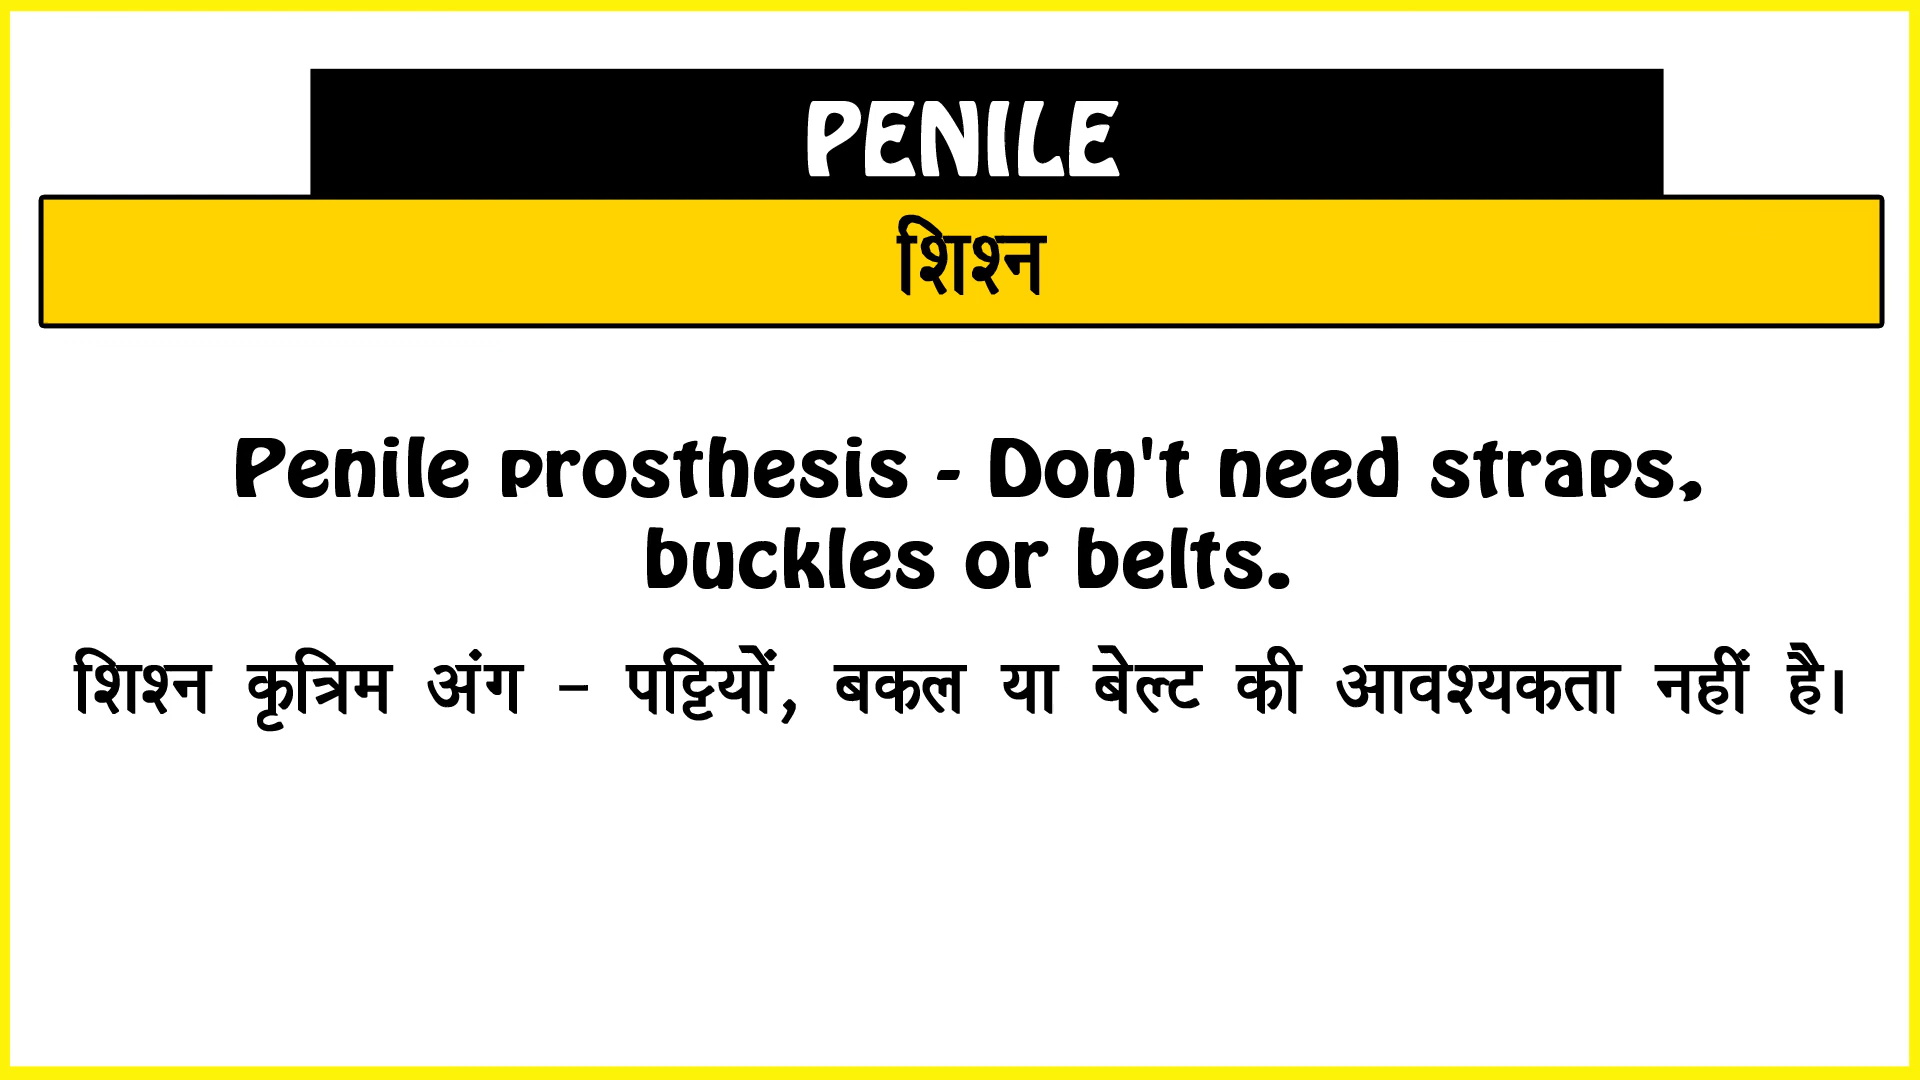 PENILE
शिश्न
Penile prosthesis - Don't need straps,
buckles or belts.
शिश्न कृत्रिम अंग - पट्टियों, बकल या बेल्ट की आवश्यकता नहीं है।